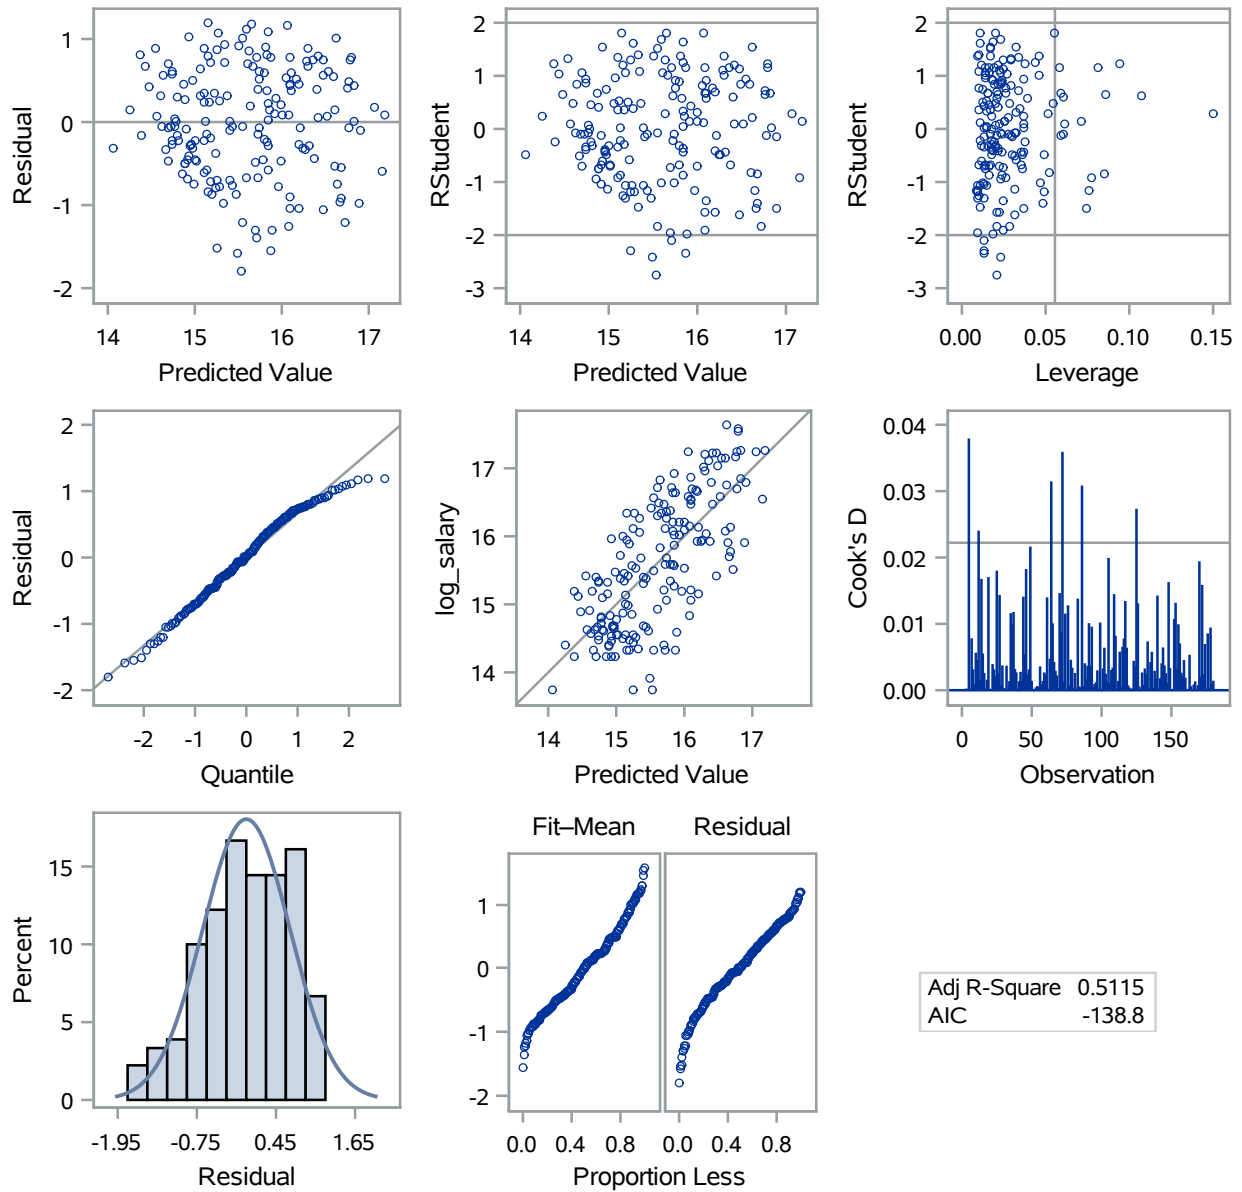 1
0
-1
-2
Residual
14 15 16 17
Predicted Value
2
1
0
-1
-2
-3
RStudent
14 15 16 17
Predicted Value
2
1
0
-1
-2
-3
RStudent
0.00 0.05 0.10 0.15
Leverage
2
1
0
-1
-2
Residual
-2 -1 0 1 2
Quantile
17
16
15
14
log_salary
14 15 16 17
Predicted Value
0.04
0.03
0.02
0.01
0.00
Cook's D
0 50 100 150
Observation
15
10
5
0
Percent
-1.95 -0.75 0.45 1.65
Residual
Fit–Mean Residual
1
0
-1
-2
0.0 0.4 0.8 0.0 0.4 0.8
Proportion Less
Adj R-Square 0.5115
AIC -138.8